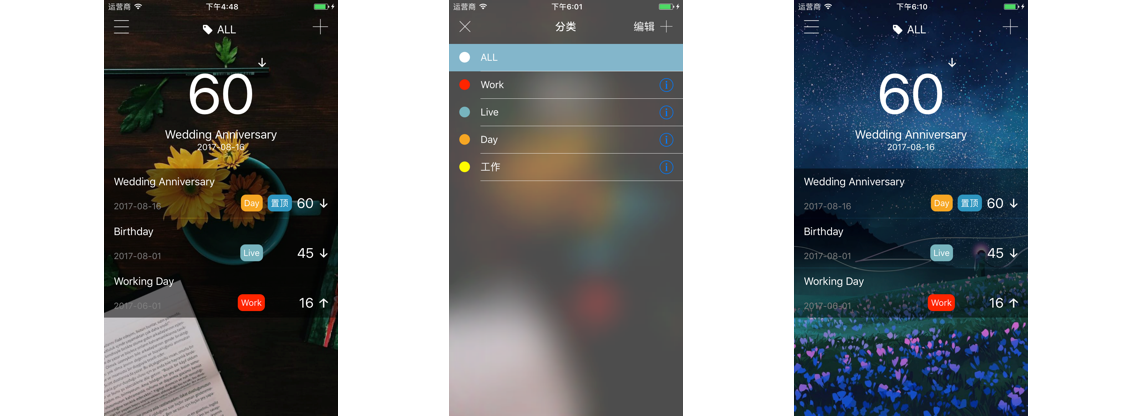 运营商 下午4:48
ALL
60
Wedding Anniversary
2017-08-16
Wedding Anniversary
2017-08-16 Day 置顶 60
Birthday
2017-08-01 Live 45
Working Day
2017-06-01 Work 16
运营商 下午6:01
分类 编辑
ALL
Work
Live
Day
工作
运营商 下午6:10
ALL
60
Wedding Anniversary
2017-08-16
Wedding Anniversary
2017-08-16 Day 置顶 60
Birthday
2017-08-01 Live 45
Working Day
2017-06-01 Work 16